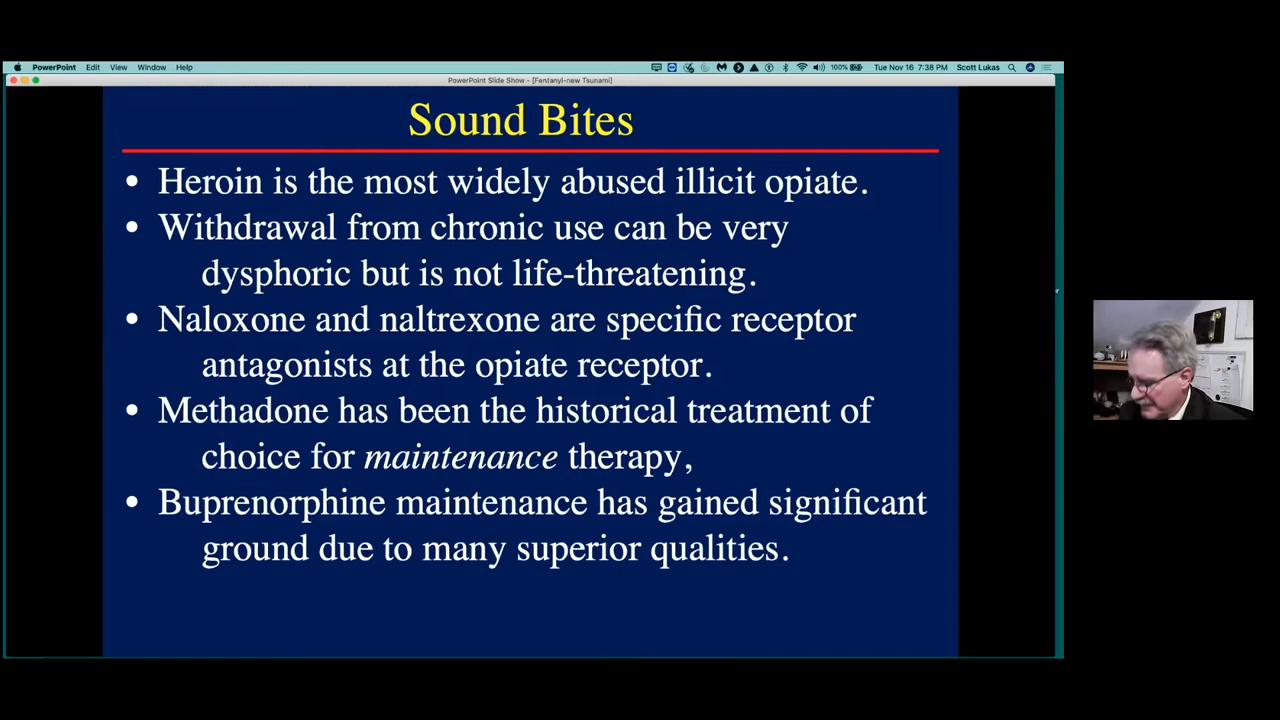 PowerPoint Edit View Window Help 100% Tue Nov 16 7:38 PM Scott Lukas
PowerPoint Slide Show - [Fentanyl-new Tsunami]
Sound Bites
• Heroin is the most widely abused illicit opiate.
• Withdrawal from chronic use can be very
dysphoric but is not life-threatening.
• Naloxone and naltrexone are specific receptor
antagonists at the opiate receptor.
• Methadone has been the historical treatment of
choice for maintenance therapy,
• Buprenorphine maintenance has gained significant
ground due to many superior qualities.